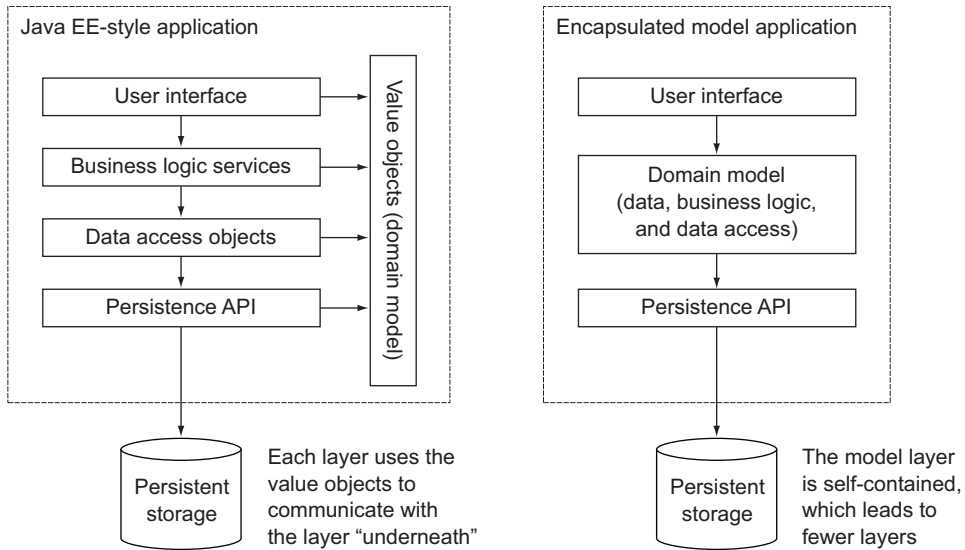 Java EE-style application
User interface
Business logic services
Data access objects
Persistence API
Value objects (domain model)
Persistent
storage
Each layer uses the
value objects to
communicate with
the layer “underneath”
Encapsulated model application
User interface
Domain model
(data, business logic,
and data access)
Persistence API
Persistent
storage
The model layer
is self-contained,
which leads to
fewer layers